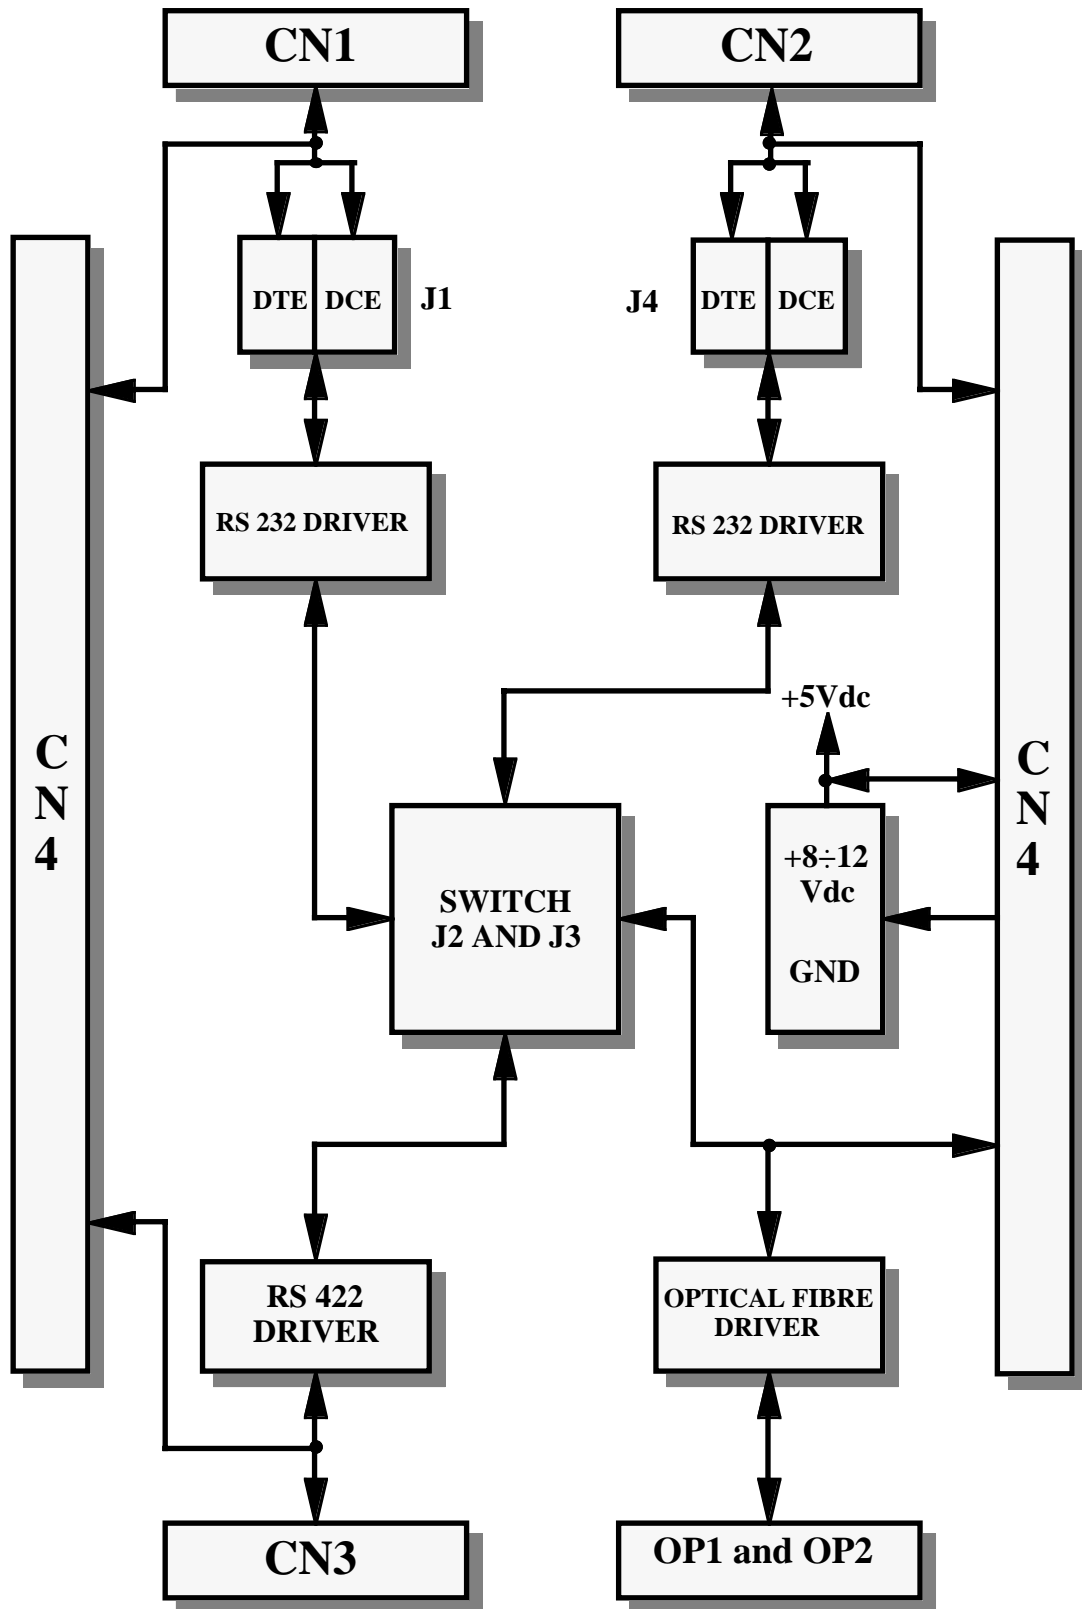 CN1
CN2
DTE
DCE
J1
J4
DTE
DCE
RS 232 DRIVER
RS 232 DRIVER
+5Vdc
C
N
4
C
N
4
+8÷12
Vdc
GND
SWITCH
J2 AND J3
RS 422
DRIVER
OPTICAL FIBRE
DRIVER
CN3
OP1 and OP2